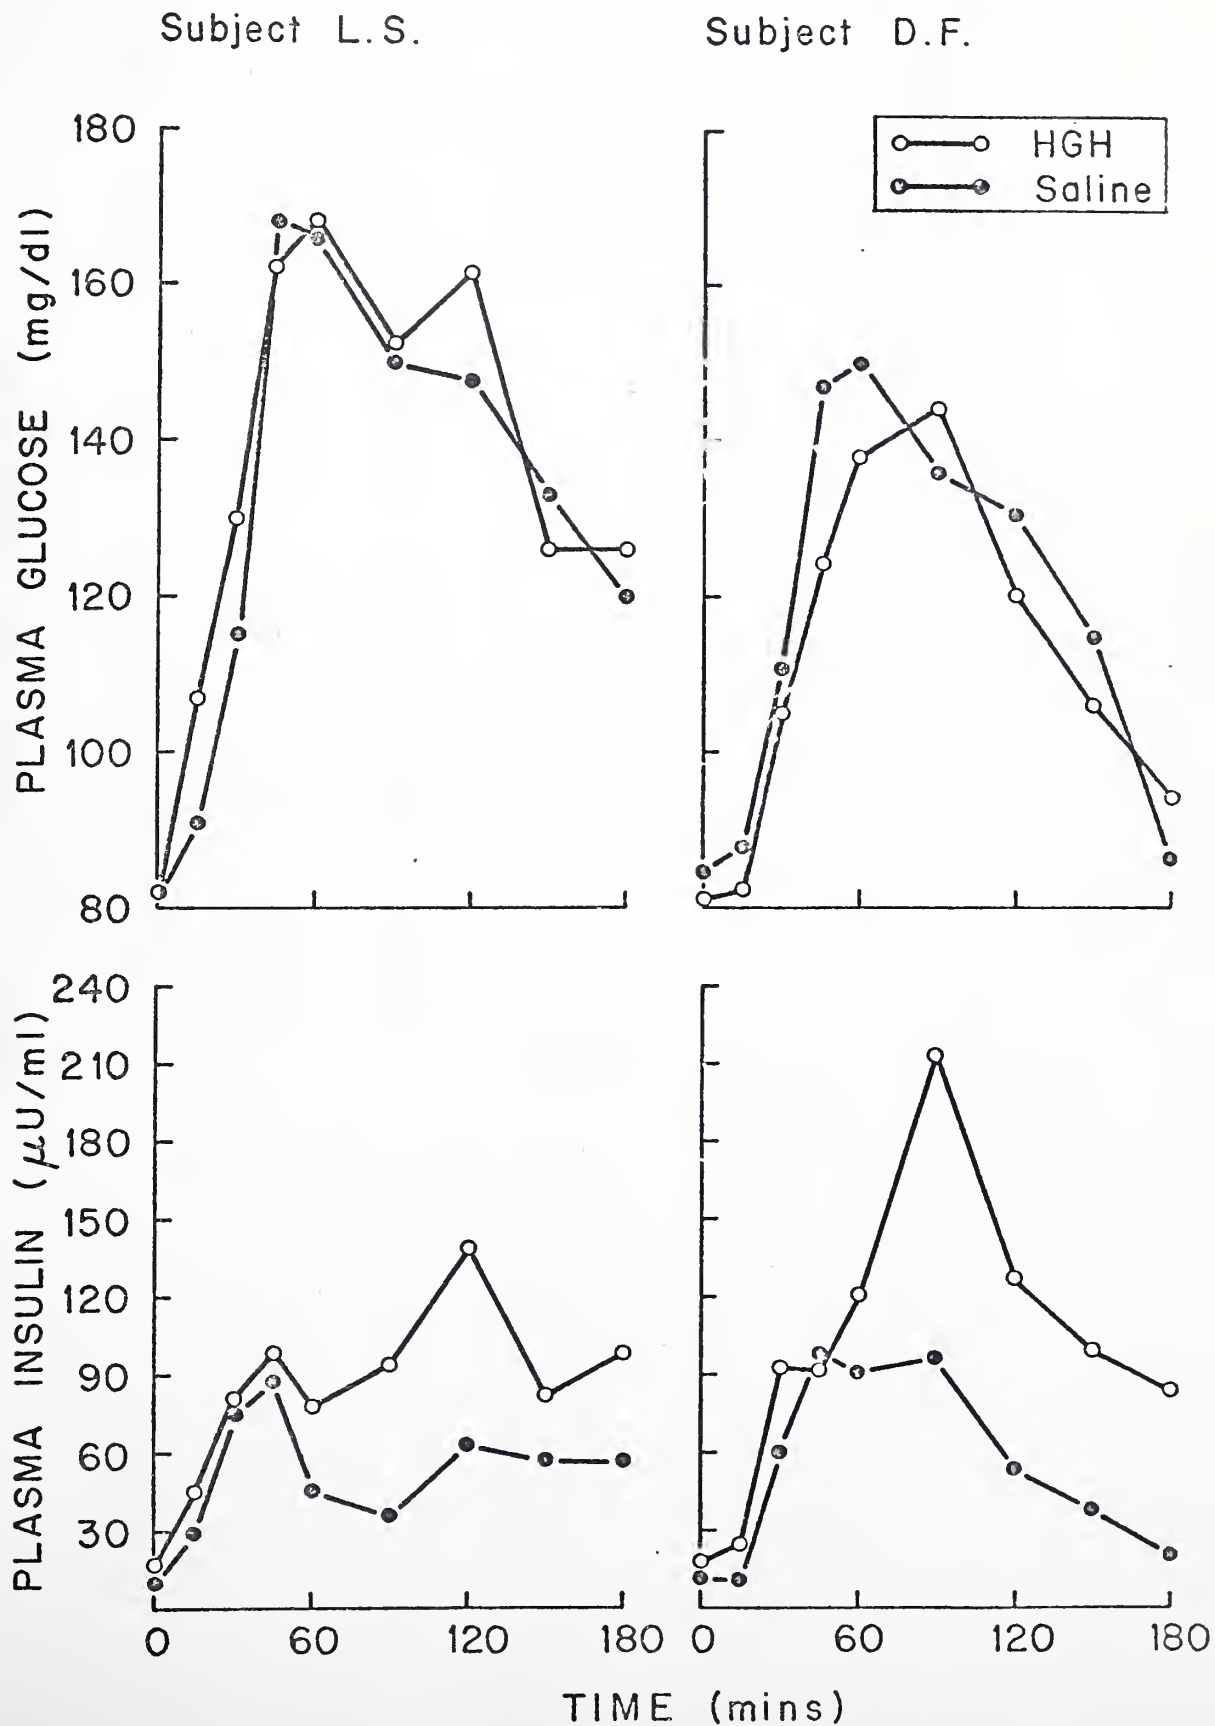 Subject L.S.
Subject D.F.
HGH
Saline
PLASMA GLUCOSE (mg/dl)
180
160
140
120
100
80
PLASMA INSULIN (μU/ml)
240
210
180
150
120
90
60
30
0 60 120 180
0 60 120 180
TIME (mins)